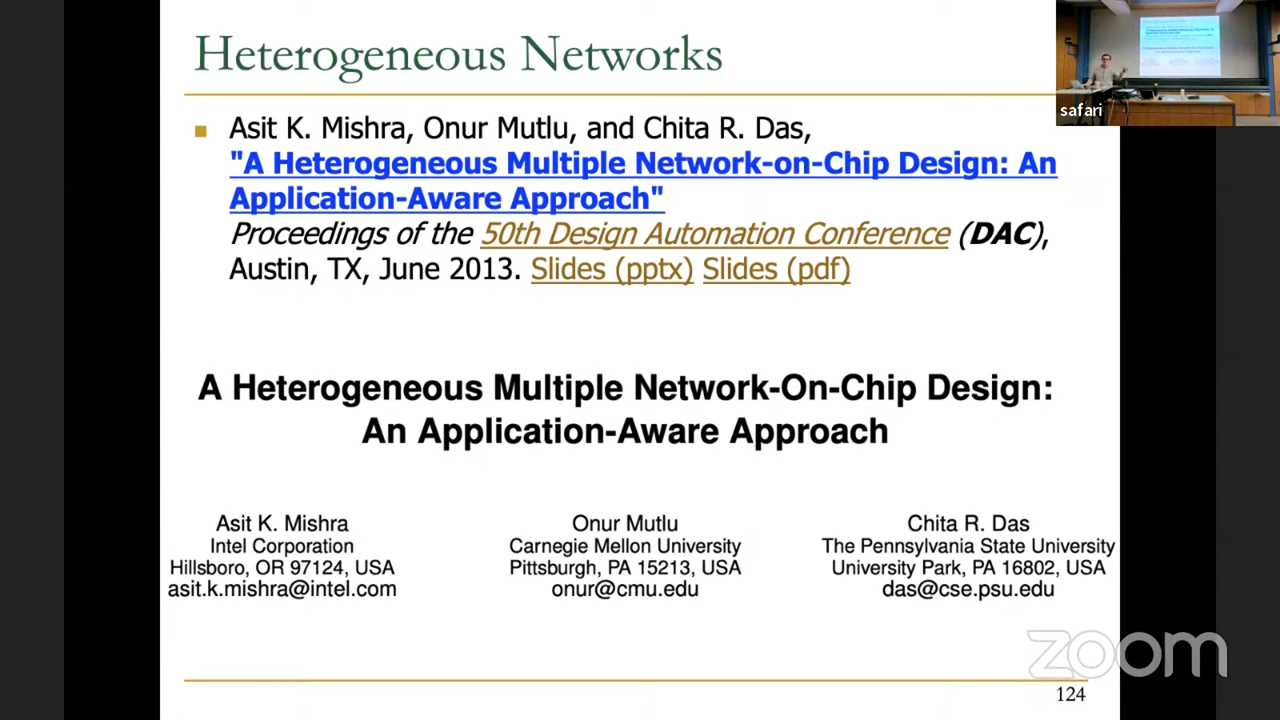 Heterogeneous Networks
safari
Asit K. Mishra, Onur Mutlu, and Chita R. Das,
"A Heterogeneous Multiple Network-on-Chip Design: An
Application-Aware Approach"
Proceedings of the 50th Design Automation Conference (DAC),
Austin, TX, June 2013. Slides (pptx) Slides (pdf)
A Heterogeneous Multiple Network-On-Chip Design:
An Application-Aware Approach
Asit K. Mishra
Intel Corporation
Hillsboro, OR 97124, USA
asit.k.mishra@intel.com
Onur Mutlu
Carnegie Mellon University
Pittsburgh, PA 15213, USA
onur@cmu.edu
Chita R. Das
The Pennsylvania State University
University Park, PA 16802, USA
das@cse.psu.edu
zoom
124